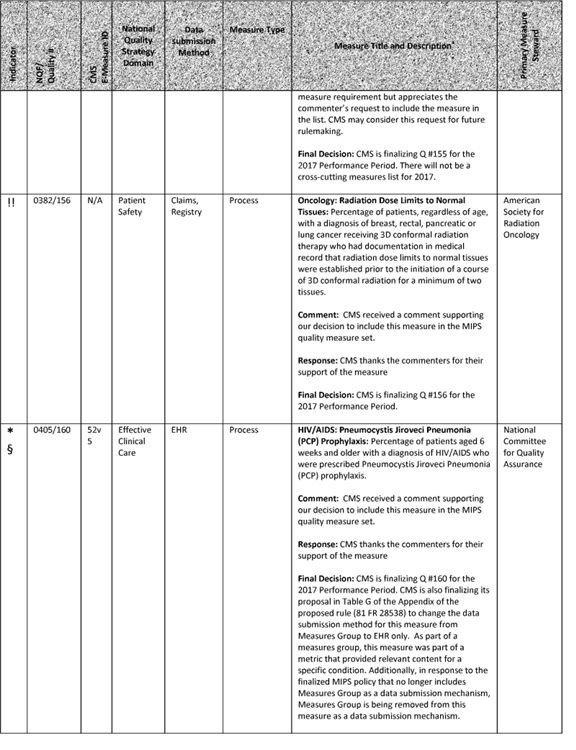 Indicator
NQF/
Quality #
CMS
E-Measure ID
National
Quality
Strategy
Domain
Data
submission
Method
Measure Type
Measure Title and Description*
Primary Measure
Steward
measure requirement but appreciates the
commenter's request to include the measure in
the list. CMS may consider this request for future
rulemaking.
Final Decision: CMS is finalizing Q #155 for the
2017 Performance Period. There will not be a
cross-cutting measures list for 2017.
!!
0382/156
N/A
Patient
Safety
Claims,
Registry
Process
Oncology: Radiation Dose Limits to Normal
Tissues: Percentage of patients, regardless of age,
with a diagnosis of breast, rectal, pancreatic or
lung cancer receiving 3D conformal radiation
therapy who had documentation in medical
record that radiation dose limits to normal tissues
were established prior to the initiation of a course
of 3D conformal radiation for a minimum of two
tissues.
Comment: CMS received a comment supporting
our decision to include this measure in the MIPS
quality measure set.
Response: CMS thanks the commenters for their
support of the measure
Final Decision: CMS is finalizing Q #156 for the
2017 Performance Period.
American
Society for
Radiation
Oncology
*
§
0405/160
52v
5
Effective
Clinical
Care
EHR
Process
HIV/AIDS: Pneumocystis Jiroveci Pneumonia
(PCP) Prophylaxis: Percentage of patients aged 6
weeks and older with a diagnosis of HIV/AIDS who
were prescribed Pneumocystis Jiroveci Pneumonia
(PCP) prophylaxis.
Comment: CMS received a comment supporting
our decision to include this measure in the MIPS
quality measure set.
Response: CMS thanks the commenters for their
support of the measure
Final Decision: CMS is finalizing Q #160 for the
2017 Performance Period. CMS is also finalizing its
proposal in Table G of the Appendix of the
proposed rule (81 FR 28538) to change the data
submission method for this measure from
Measures Group to EHR only. As part of a
measures group, this measure was part of a
metric that provided relevant content for a
specific condition. Additionally, in response to the
finalized MIPS policy that no longer includes
Measures Group as a data submission mechanism,
Measures Group is being removed from this
measure as a data submission mechanism.
National
Committee
for Quality
Assurance